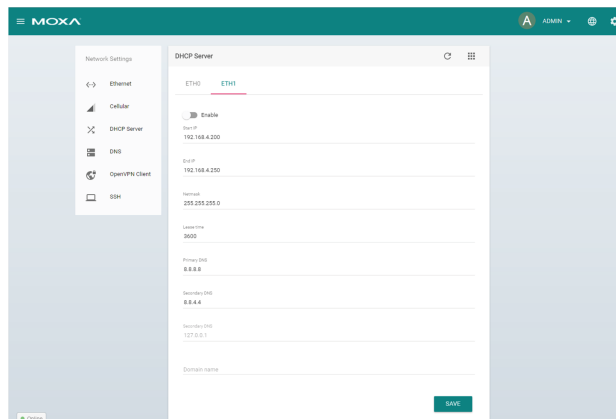 MOXA
A ADMIN
Network Settings
Ethernet
Cellular
DHCP Server
DNS
OpenVPN Client
SSH
DHCP Server
ETH0 ETH1
Enable
Start IP
192.168.4.200
End IP
192.168.4.250
Netmask
255.255.255.0
Lease time
3600
Primary DNS
8.8.8.8
Secondary DNS
8.8.4.4
Secondary DNS
127.0.0.1
Domain name
SAVE
Online